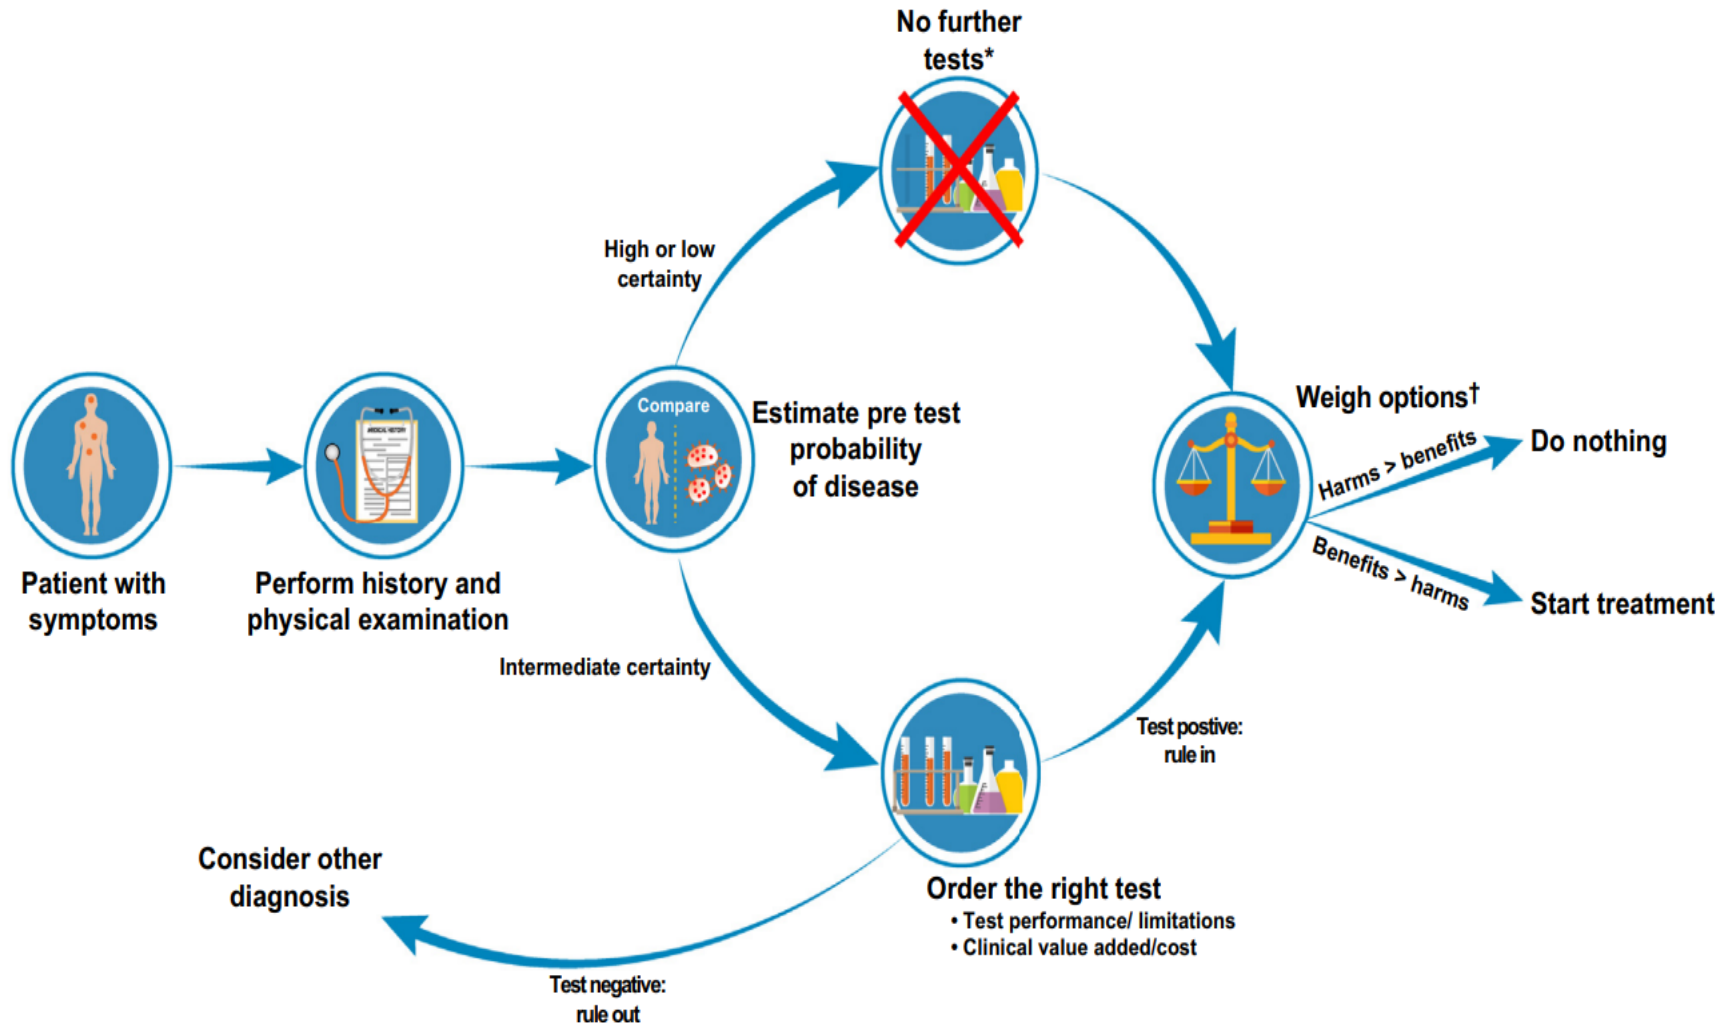 No further
tests*
High or low
certainty
Compare
Estimate pre test
probability
of disease
MEDICAL HISTORY
Patient with
symptoms
Perform history and
physical examination
Intermediate certainty
Weigh options†
Harms > benefits
Do nothing
Benefits > harms
Start treatment
Test postive:
rule in
Order the right test
• Test performance/ limitations
• Clinical value added/cost
Consider other
diagnosis
Test negative:
rule out